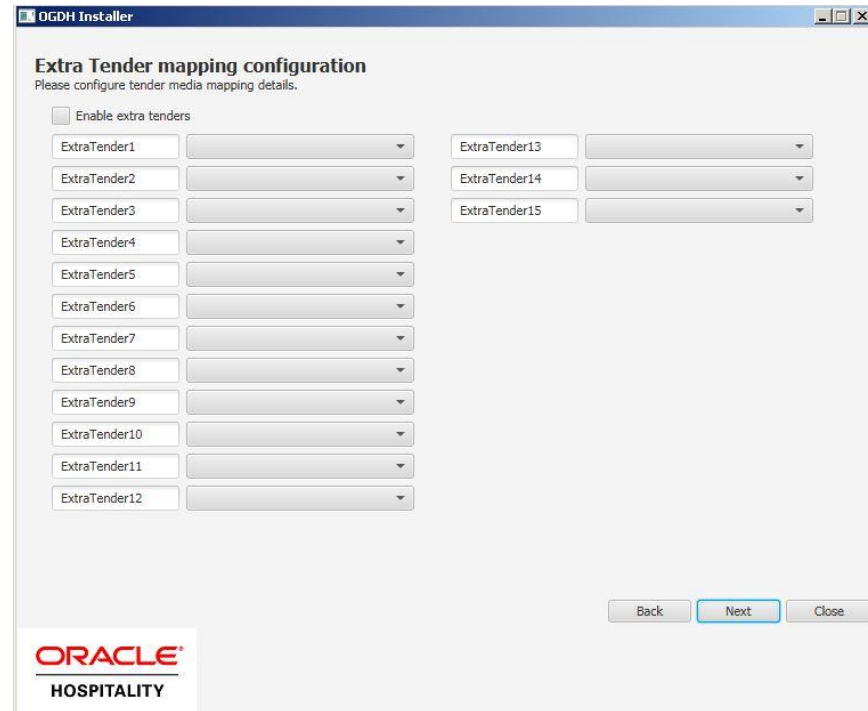 OGDH Installer
Extra Tender mapping configuration
Please configure tender media mapping details.
Enable extra tenders
ExtraTender1
ExtraTender2
ExtraTender3
ExtraTender4
ExtraTender5
ExtraTender6
ExtraTender7
ExtraTender8
ExtraTender9
ExtraTender10
ExtraTender11
ExtraTender12
ExtraTender13
ExtraTender14
ExtraTender15
Back Next Close
ORACLE®
HOSPITALITY